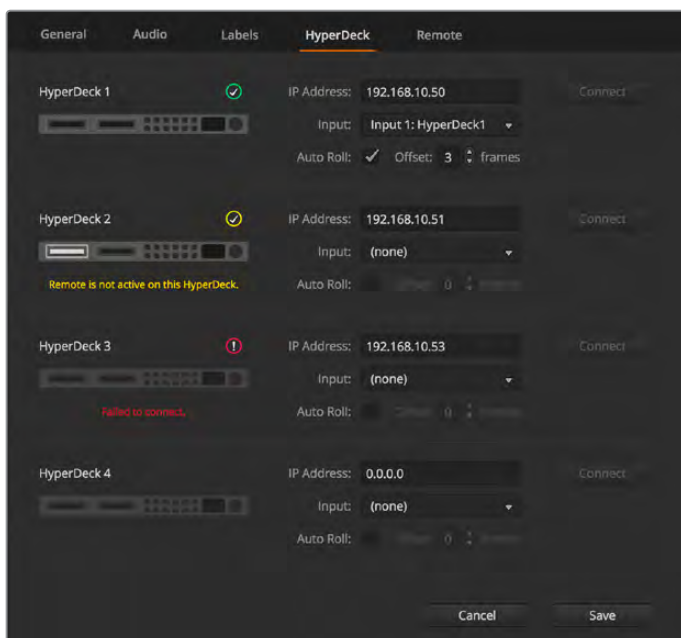 General Audio Labels HyperDeck Remote
HyperDeck 1 IP Address: 192.168.10.50 Connect
Input: Input 1: HyperDeck1
Auto Roll: Offset: 3 frames
HyperDeck 2 IP Address: 192.168.10.51 Connect
Input: (none)
Remote is not active on this HyperDeck.
Auto Roll: Offset: 0 frames
HyperDeck 3 IP Address: 192.168.10.53 Connect
Input: (none)
Failed to connect.
Auto Roll: Offset: 0 frames
HyperDeck 4 IP Address: 0.0.0.0 Connect
Input: (none)
Auto Roll: Offset: 0 frames
Cancel Save